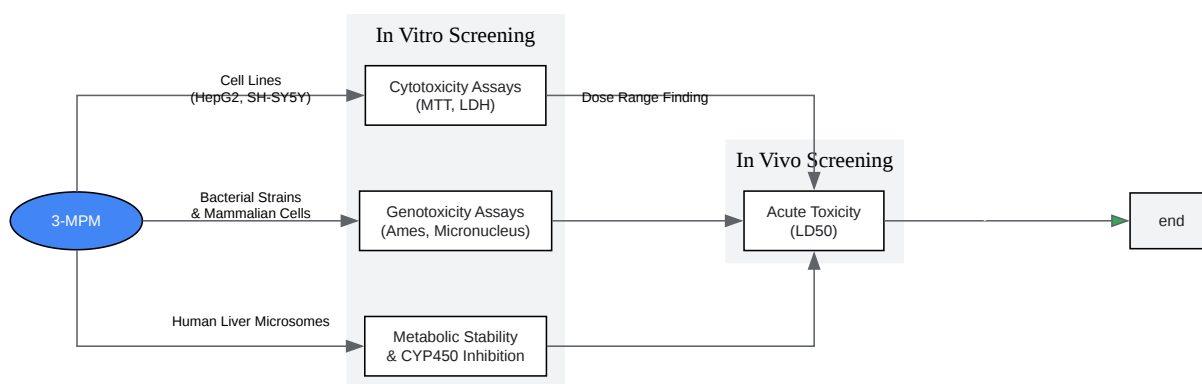 In Vitro Screening
Cell Lines
(HepG2, SH-SY5Y)
Cytotoxicity Assays
(MTT, LDH)
Dose Range Finding
In Vivo Screening
3-MPM
Bacterial Strains
& Mammalian Cells
Genotoxicity Assays
(Ames, Micronucleus)
Acute Toxicity
(LD50)
end
Human Liver Microsomes
Metabolic Stability
& CYP450 Inhibition